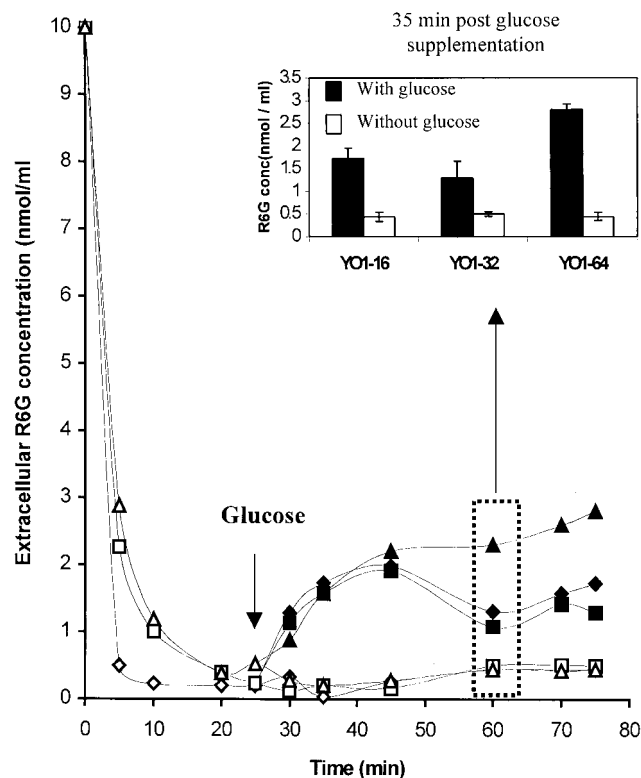 35 min post glucose
supplementation
3.5
3
2.5
2
1.5
1
0.5
0
R6G conc(nmol / ml)
With glucose
Without glucose
YO1-16 YO1-32 YO1-64
10
9
8
7
6
5
4
3
2
1
0
Extracellular R6G concentration (nmol/ml)
Glucose
0 10 20 30 40 50 60 70 80
Time (min)